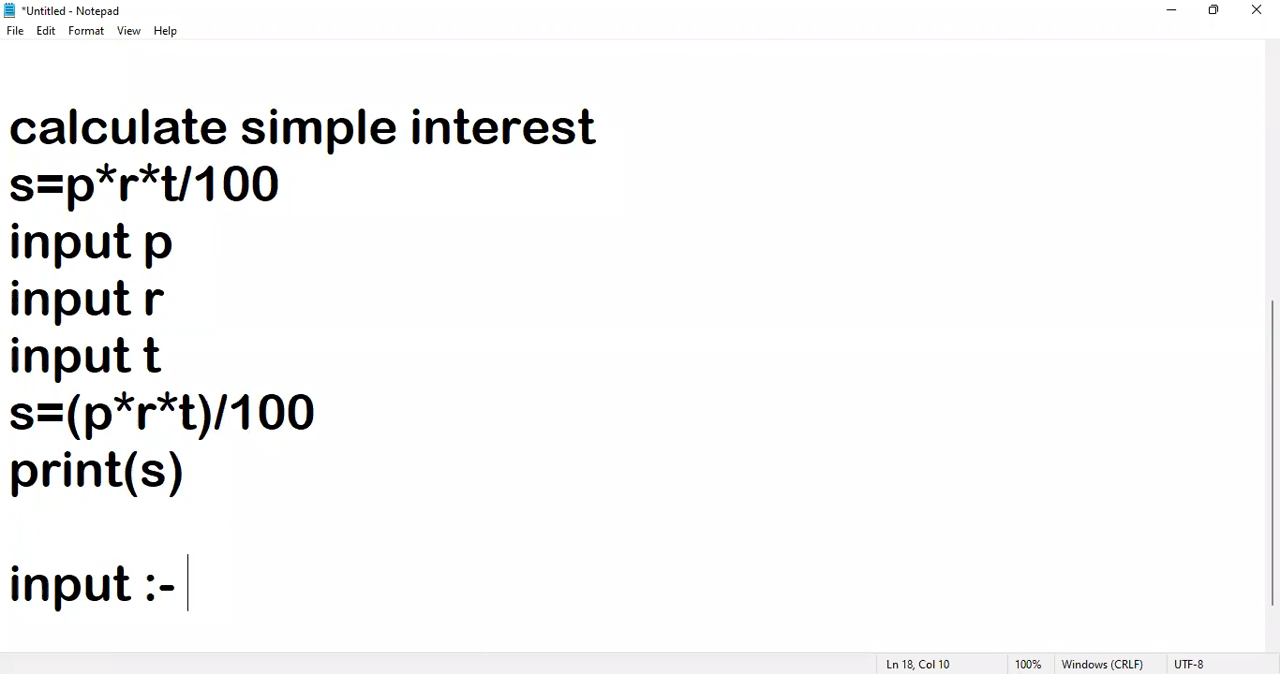 *Untitled - Notepad
File Edit Format View Help
calculate simple interest
s=p*r*t/100
input p
input r
input t
s=(p*r*t)/100
print(s)
input :-
Ln 18, Col 10 100% Windows (CRLF) UTF-8